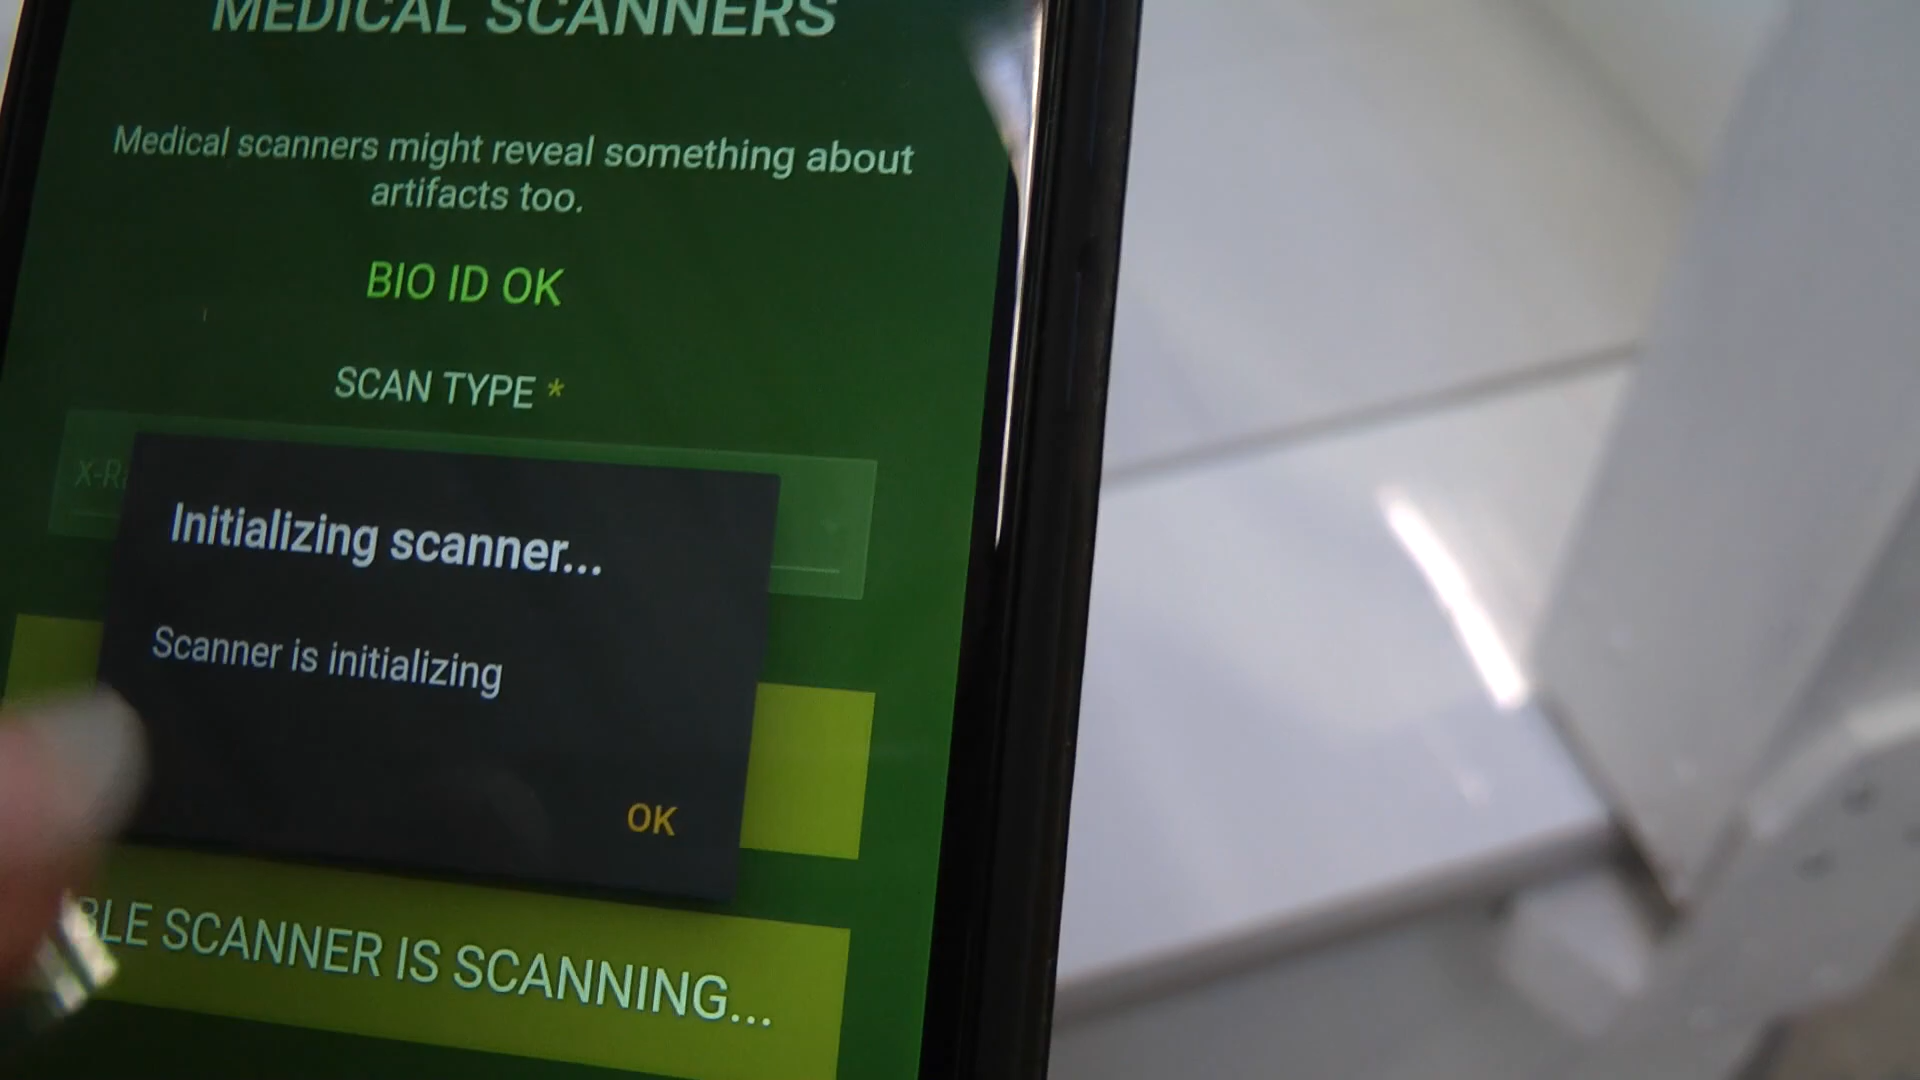 MEDICAL SCANNERS
Medical scanners might reveal something about
artifacts too.
BIO ID OK
SCAN TYPE *
Initializing scanner...
Scanner is initializing
OK
SCANNER IS SCANNING...